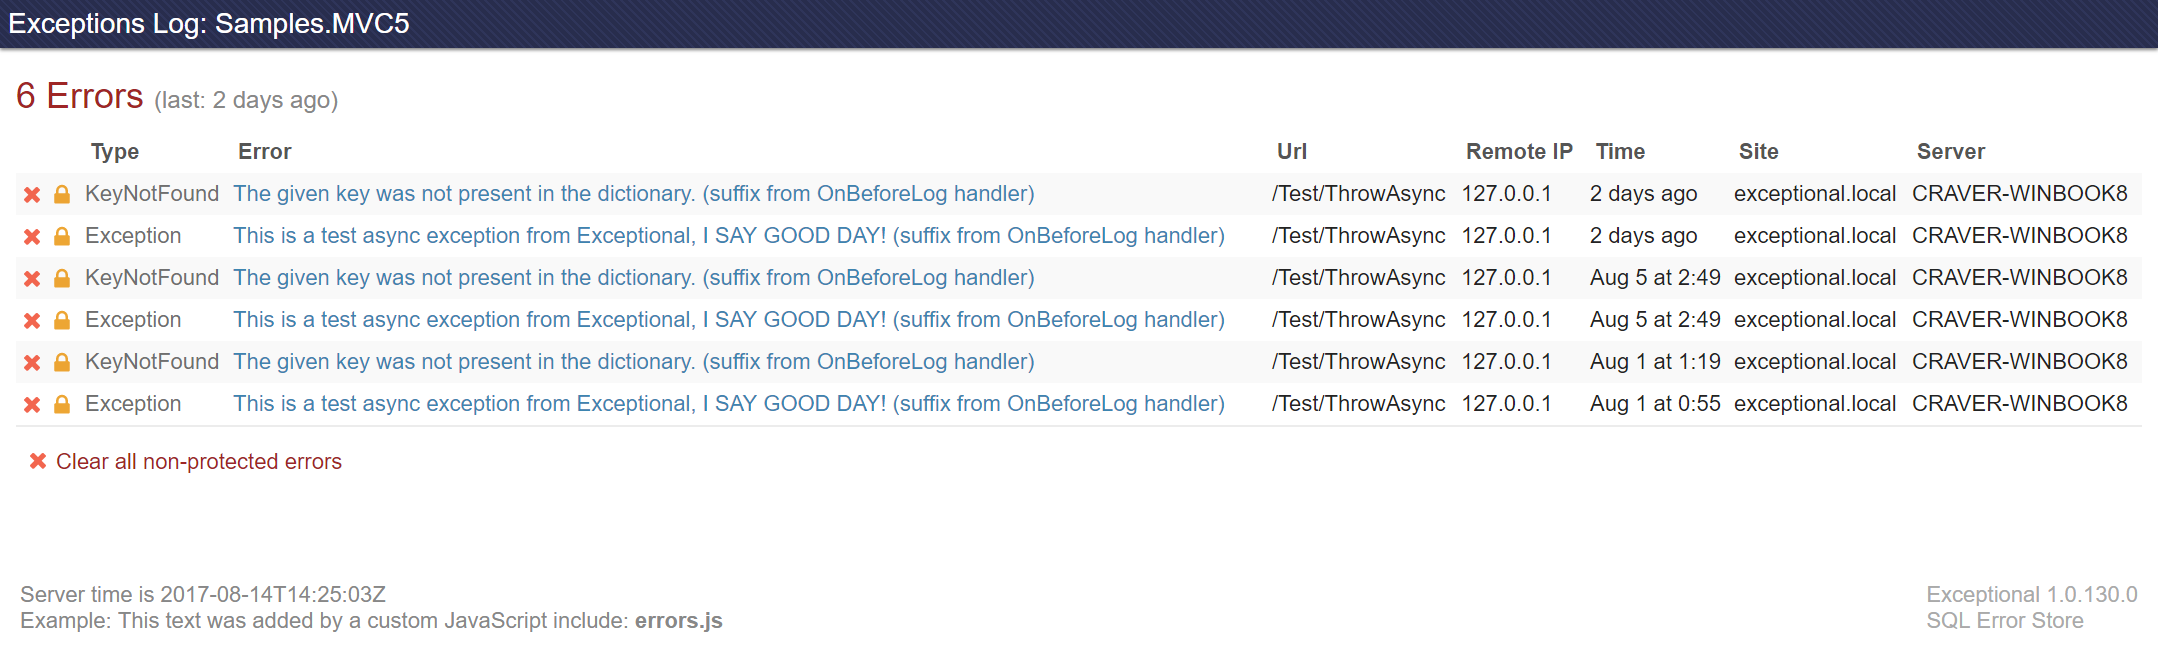 Exceptions Log: Samples.MVC5
6 Errors (last: 2 days ago)
Type Error Url Remote IP Time Site Server
KeyNotFound The given key was not present in the dictionary. (suffix from OnBeforeLog handler) /Test/ThrowAsync 127.0.0.1 2 days ago exceptional.local CRAVER-WINBOOK8
Exception This is a test async exception from Exceptional, I SAY GOOD DAY! (suffix from OnBeforeLog handler) /Test/ThrowAsync 127.0.0.1 2 days ago exceptional.local CRAVER-WINBOOK8
KeyNotFound The given key was not present in the dictionary. (suffix from OnBeforeLog handler) /Test/ThrowAsync 127.0.0.1 Aug 5 at 2:49 exceptional.local CRAVER-WINBOOK8
Exception This is a test async exception from Exceptional, I SAY GOOD DAY! (suffix from OnBeforeLog handler) /Test/ThrowAsync 127.0.0.1 Aug 5 at 2:49 exceptional.local CRAVER-WINBOOK8
KeyNotFound The given key was not present in the dictionary. (suffix from OnBeforeLog handler) /Test/ThrowAsync 127.0.0.1 Aug 1 at 1:19 exceptional.local CRAVER-WINBOOK8
Exception This is a test async exception from Exceptional, I SAY GOOD DAY! (suffix from OnBeforeLog handler) /Test/ThrowAsync 127.0.0.1 Aug 1 at 0:55 exceptional.local CRAVER-WINBOOK8
Clear all non-protected errors
Server time is 2017-08-14T14:25:03Z
Example: This text was added by a custom JavaScript include: errors.js
Exceptional 1.0.130.0
SQL Error Store